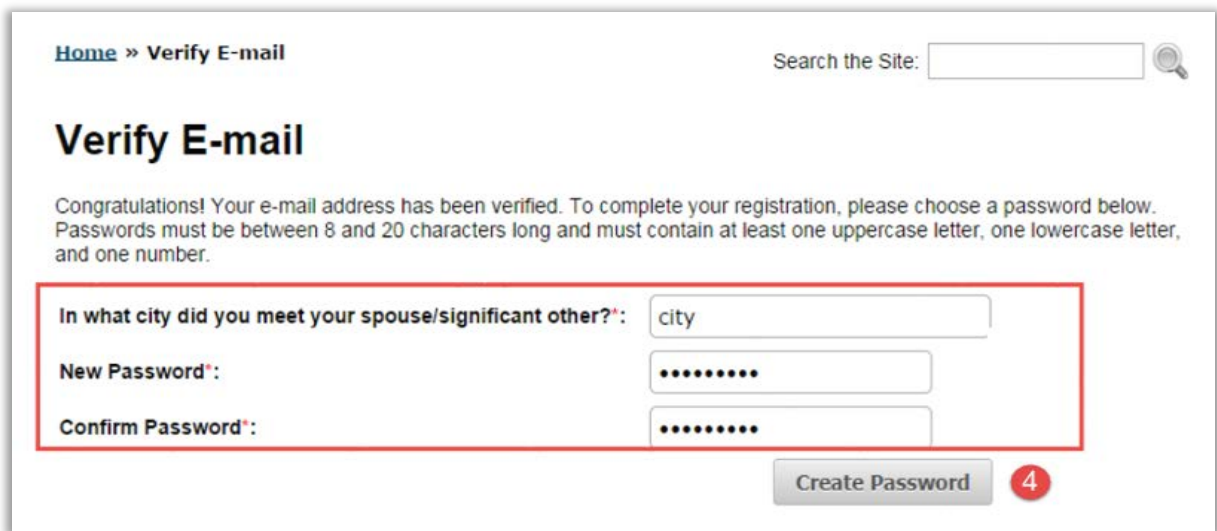 Home » Verify E-mail
Search the Site:
Verify E-mail
Congratulations! Your e-mail address has been verified. To complete your registration, please choose a password below.
Passwords must be between 8 and 20 characters long and must contain at least one uppercase letter, one lowercase letter,
and one number.
In what city did you meet your spouse/significant other?*: city
New Password*: •••••••••
Confirm Password*: •••••••••
Create Password 4